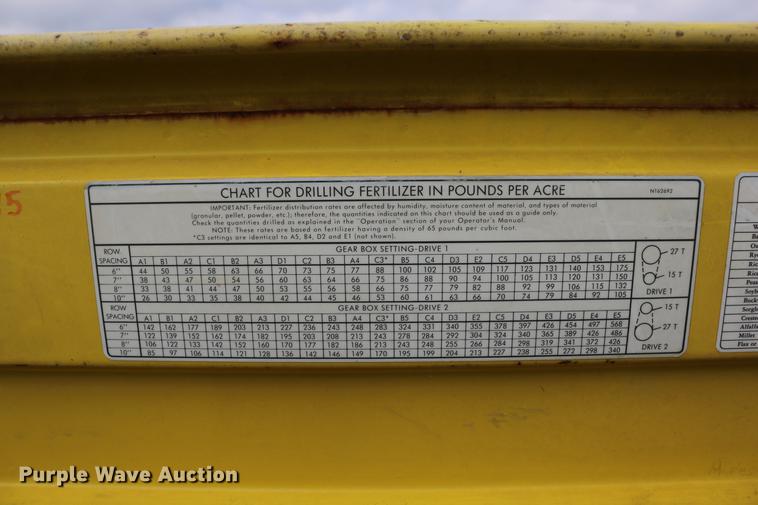 15
CHART FOR DRILLING FERTILIZER IN POUNDS PER ACRE N162692
IMPORTANT: Fertilizer distribution rates are affected by humidity, moisture content of material, and types of material
(granular, pellet, powder, etc.); therefore, the quantities indicated on this chart should be used as a guide only.
Check the quantities drilled as explained in the "Operation" section of your Operator's Manual.
NOTE: These rates are based on fertilizer having a density of 65 pounds per cubic foot.
*C3 settings are identical to A5, B4, D2 and E1 (not shown).
ROW SPACING GEAR BOX SETTING-DRIVE 1
A1 B1 A2 C1 B2 A3 D1 C2 B3 A4 C3* B5 C4 D3 E2 C5 D4 E3 D5 E4 E5
6" 44 50 55 58 63 66 70 73 75 77 88 100 102 105 109 117 123 131 140 153 175
7" 38 43 47 50 54 56 60 63 64 66 75 86 88 90 94 100 105 113 120 131 150
8" 33 38 41 44 47 50 53 55 56 58 66 75 77 79 82 88 92 99 106 115 132
10" 26 30 33 35 38 40 42 44 45 46 53 60 61 63 66 70 74 79 84 92 105
27 T
15 T
DRIVE 1
ROW SPACING GEAR BOX SETTING-DRIVE 2
A1 B1 A2 C1 B2 A3 D1 C2 B3 A4 C3* B5 C4 D3 E2 C5 D4 E3 D5 E4 E5
6" 142 162 177 189 203 213 227 236 243 248 283 324 331 340 355 378 397 426 454 497 568
7" 122 139 152 162 174 182 195 203 208 213 243 278 284 292 304 324 340 365 389 426 486
8" 106 122 133 142 152 160 170 177 182 186 213 243 248 255 266 284 298 319 341 372 426
10" 85 97 106 114 121 128 136 142 146 149 170 195 199 204 213 227 238 255 272 298 340
15 T
27 T
DRIVE 2
Purple Wave Auction